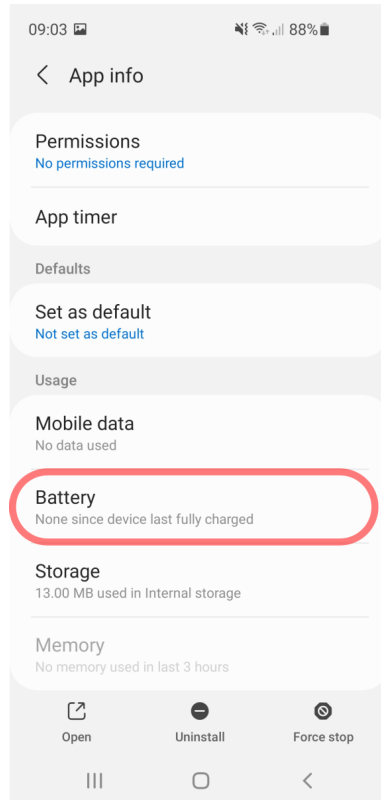 09:03 88%
App info
Permissions
No permissions required
App timer
Defaults
Set as default
Not set as default
Usage
Mobile data
No data used
Battery
None since device last fully charged
Storage
13.00 MB used in Internal storage
Memory
No memory used in last 3 hours
Open Uninstall Force stop